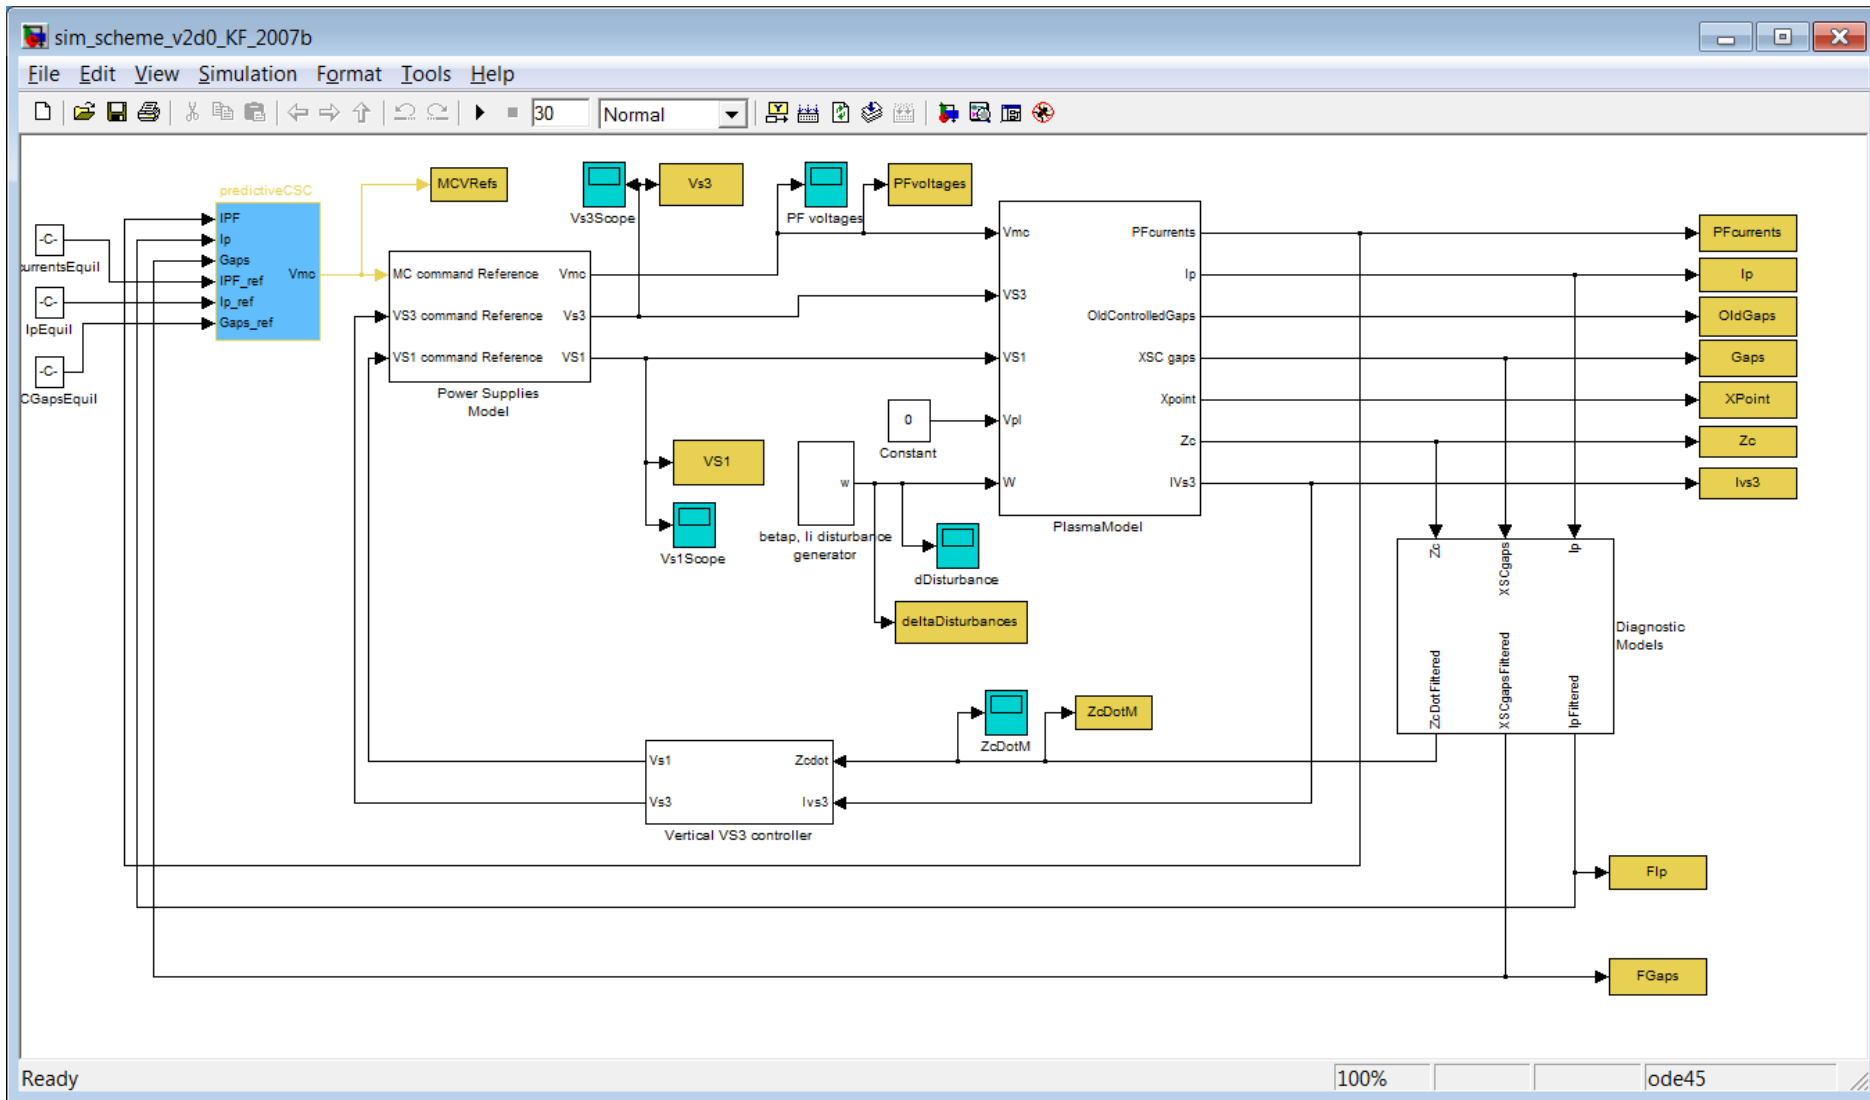 sim_scheme_v2d0_KF_2007b
File Edit View Simulation Format Tools Help
30 Normal
predictiveCSC
IPF
Ip
Gaps
IPF_ref
Ip_ref
Gaps_ref
Vmc
-C-
urrentsEquil
-C-
IpEquil
-C-
CGapsEquil
MCVRefs
Vs3Scope
Vs3
PF voltages
PFvoltages
MC command Reference Vmc
VS3 command Reference Vs3
VS1 command Reference VS1
Power Supplies
Model
VS1
Vs1Scope
0
Constant
w
betap, li disturbance
generator
dDisturbance
deltaDisturbances
Vmc
VS3
VS1
Vpl
W
PFcurrents
Ip
OldControlledGaps
XSC gaps
Xpoint
Zc
IVs3
PlasmaModel
PFcurrents
Ip
OldGaps
Gaps
XPoint
Zc
Ivs3
Zc
XSCgaps
Ip
ZcDotFiltered
XSCgapsFiltered
IpFiltered
Diagnostic
Models
ZcDotM
ZcDotM
Vs1 Zcdot
Vs3 Ivs3
Vertical VS3 controller
FIp
FGaps
Ready 100% ode45